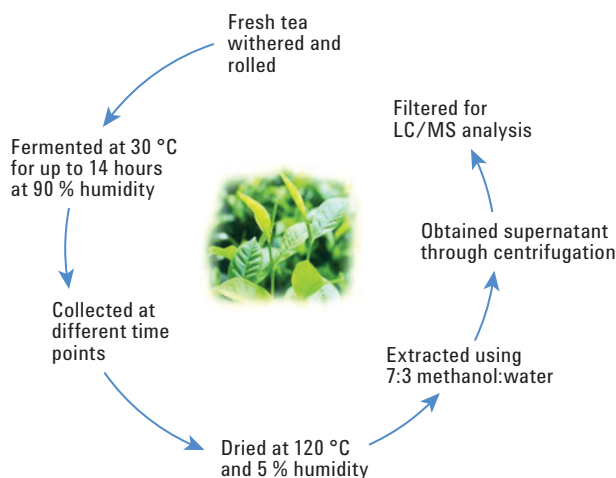 Fresh tea
withered and
rolled
Fermented at 30 °C
for up to 14 hours
at 90 % humidity
Collected at
different time
points
Dried at 120 °C
and 5 % humidity
Extracted using
7:3 methanol:water
Obtained supernatant
through centrifugation
Filtered for
LC/MS analysis